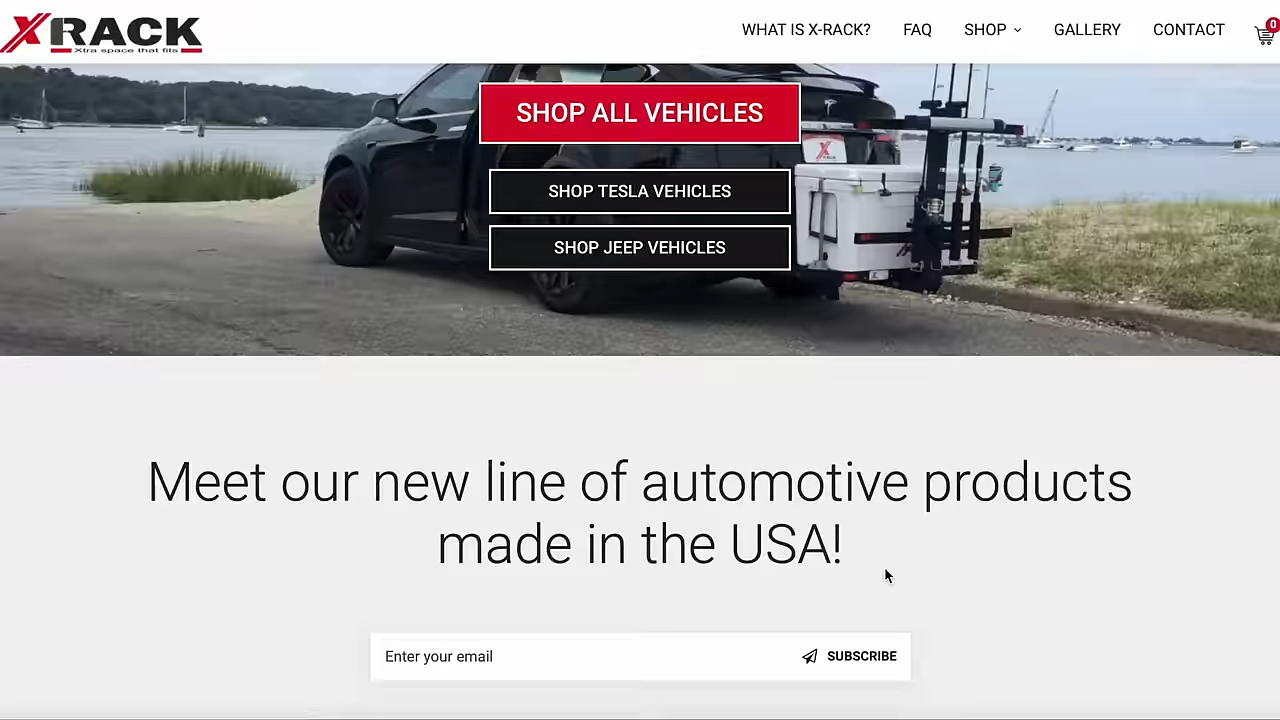 XRACK
Xtra space that fits
WHAT IS X-RACK?
FAQ
SHOP
GALLERY
CONTACT
0
SHOP ALL VEHICLES
SHOP TESLA VEHICLES
SHOP JEEP VEHICLES
X RACK
Meet our new line of automotive products
made in the USA!
Enter your email
SUBSCRIBE